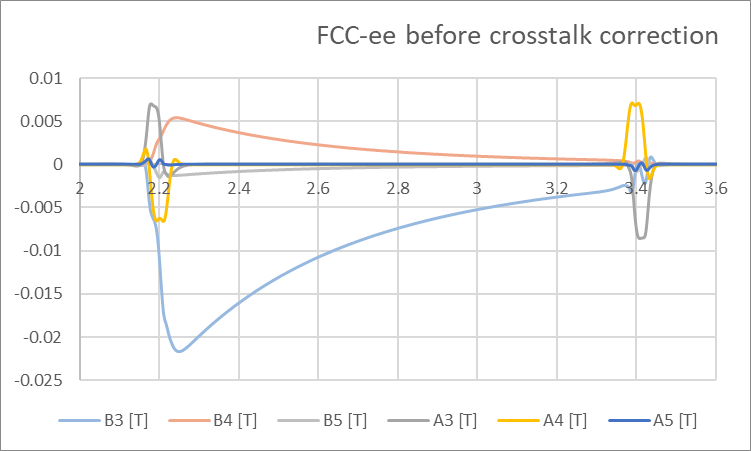 FCC-ee before crosstalk correction
0.01
0.005
0
2 2.2 2.4 2.6 2.8 3 3.2 3.4 3.6
-0.005
-0.01
-0.015
-0.02
-0.025
B3 [T] B4 [T] B5 [T] A3 [T] A4 [T] A5 [T]